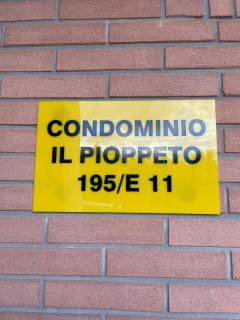 CONDOMINIO
IL PIOPPETO
195/E 11